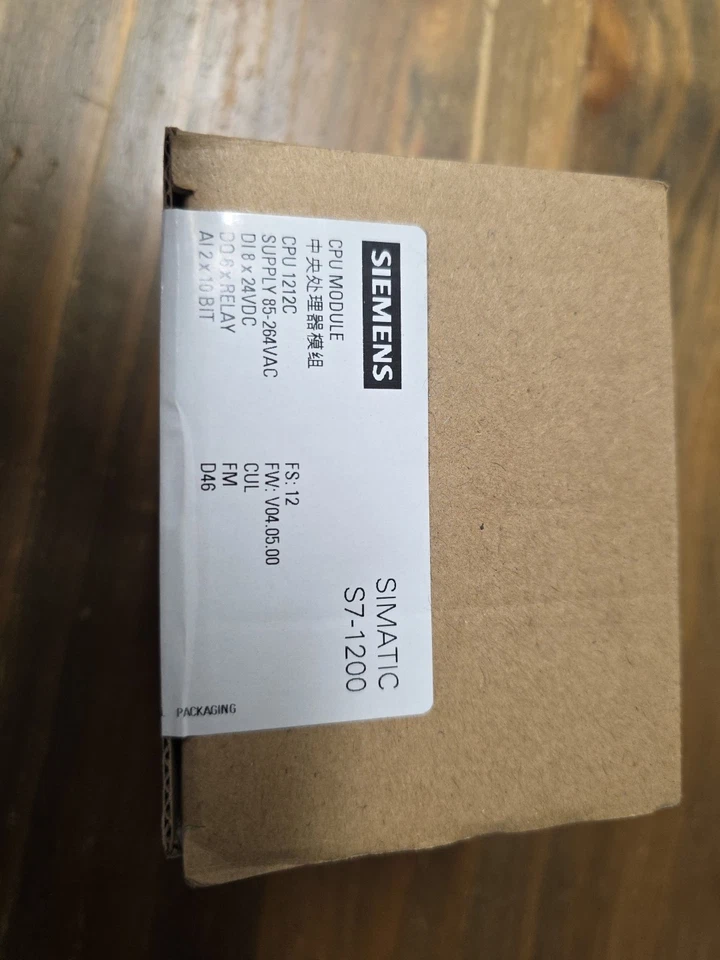 SIEMENS
SIMATIC
S7-1200
CPU MODULE
中央处理器模组
CPU 1212C
SUPPLY 85-264VAC
DI 8 x 24VDC
DQ 6 x RELAY
AI 2 x 10 BIT
FS: 12
FW: V04.05.00
CUL
FM
D46
PACKAGING